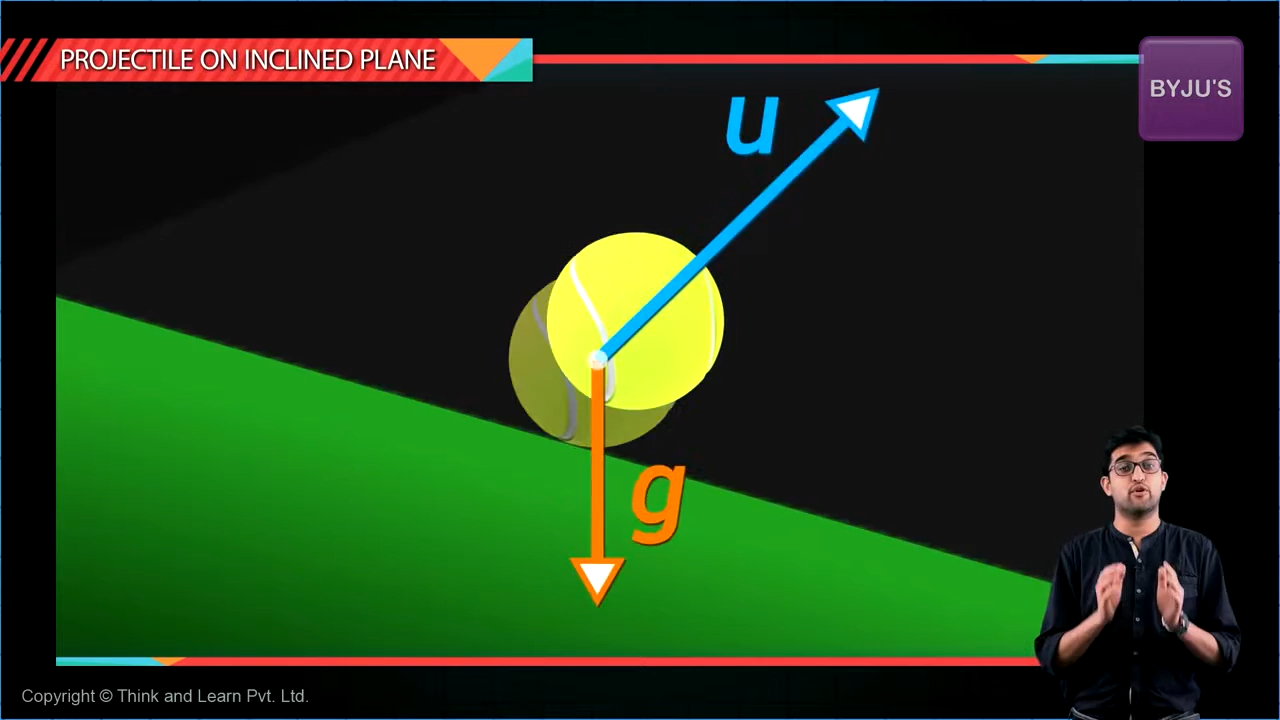 PROJECTILE ON INCLINED PLANE
BYJU'S
u
g
Copyright © Think and Learn Pvt. Ltd.